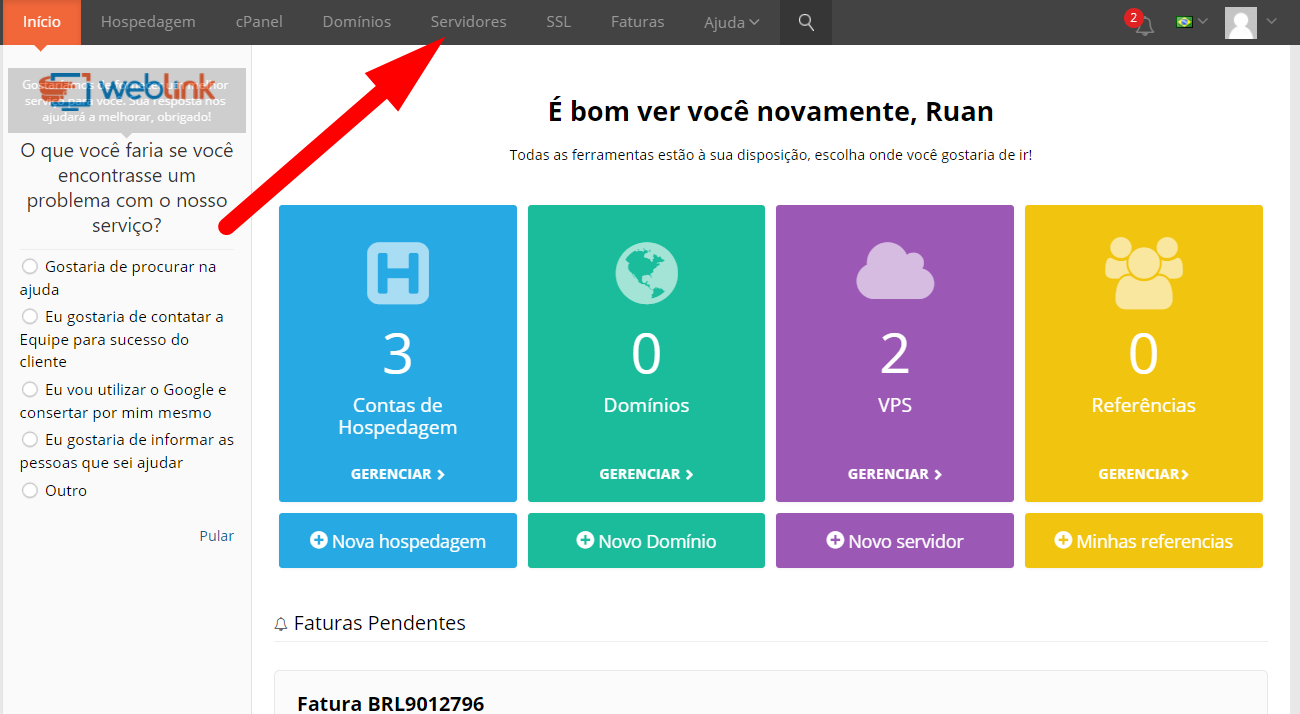 Início
Hospedagem
cPanel
Domínios
Servidores
SSL
Faturas
Ajuda
2
weblink
Gostaríamos de fornecer um melhor
serviço para você. Sua resposta nos
ajudará a melhorar, obrigado!
O que você faria se você
encontrasse um
problema com o nosso
serviço?
Gostaria de procurar na
ajuda
Eu gostaria de contatar a
Equipe para sucesso do
cliente
Eu vou utilizar o Google e
consertar por mim mesmo
Eu gostaria de informar as
pessoas que sei ajudar
Outro
Pular
É bom ver você novamente, Ruan
Todas as ferramentas estão à sua disposição, escolha onde você gostaria de ir!
H
3
Contas de
Hospedagem
GERENCIAR
Nova hospedagem
0
Domínios
GERENCIAR
Novo Domínio
2
VPS
GERENCIAR
Novo servidor
0
Referências
GERENCIAR
Minhas referencias
Faturas Pendentes
Fatura BRL9012796